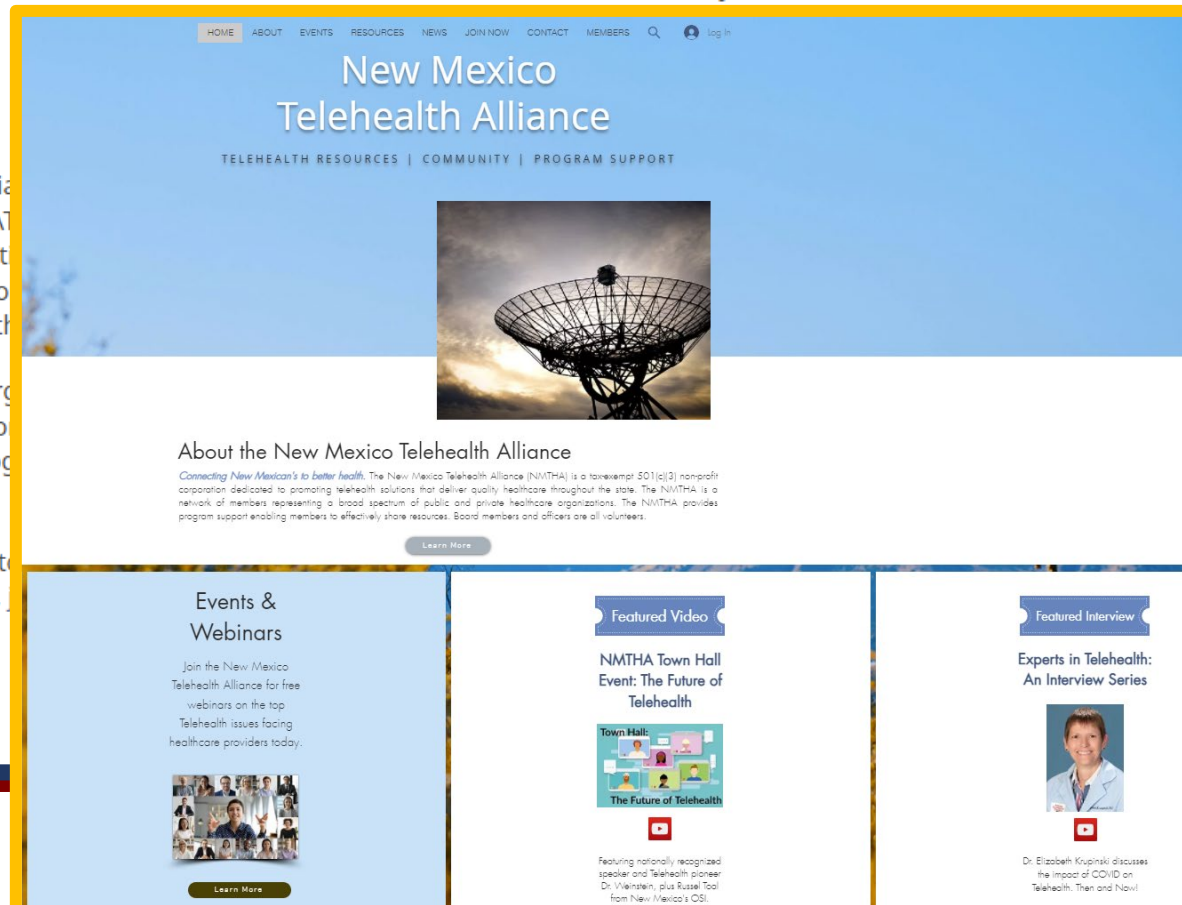 HOME ABOUT EVENTS RESOURCES NEWS JOIN NOW CONTACT MEMBERS Log In
New Mexico
Telehealth Alliance
TELEHEALTH RESOURCES | COMMUNITY | PROGRAM SUPPORT
About the New Mexico Telehealth Alliance
Connecting New Mexican's to better health. The New Mexico Telehealth Alliance (NMTHA) is a tax-exempt 501(c)(3) non-profit
corporation dedicated to promoting telehealth solutions that deliver quality healthcare throughout the state. The NMTHA is a
network of members representing a broad spectrum of public and private healthcare organizations. The NMTHA provides
program support enabling members to effectively share resources. Board members and officers are all volunteers.
Learn More
Events &
Webinars
Join the New Mexico
Telehealth Alliance for free
webinars on the top
Telehealth issues facing
healthcare providers today.
Learn More
Featured Video
NMTHA Town Hall
Event: The Future of
Telehealth
Town Hall:
The Future of Telehealth
Featuring nationally recognized
speaker and Telehealth pioneer
Dr. Weinstein, plus Russel Toal
from New Mexico's OSI.
Featured Interview
Experts in Telehealth:
An Interview Series
Dr. Elizabeth Krupinski discusses
the impact of COVID on
Telehealth. Then and Now!